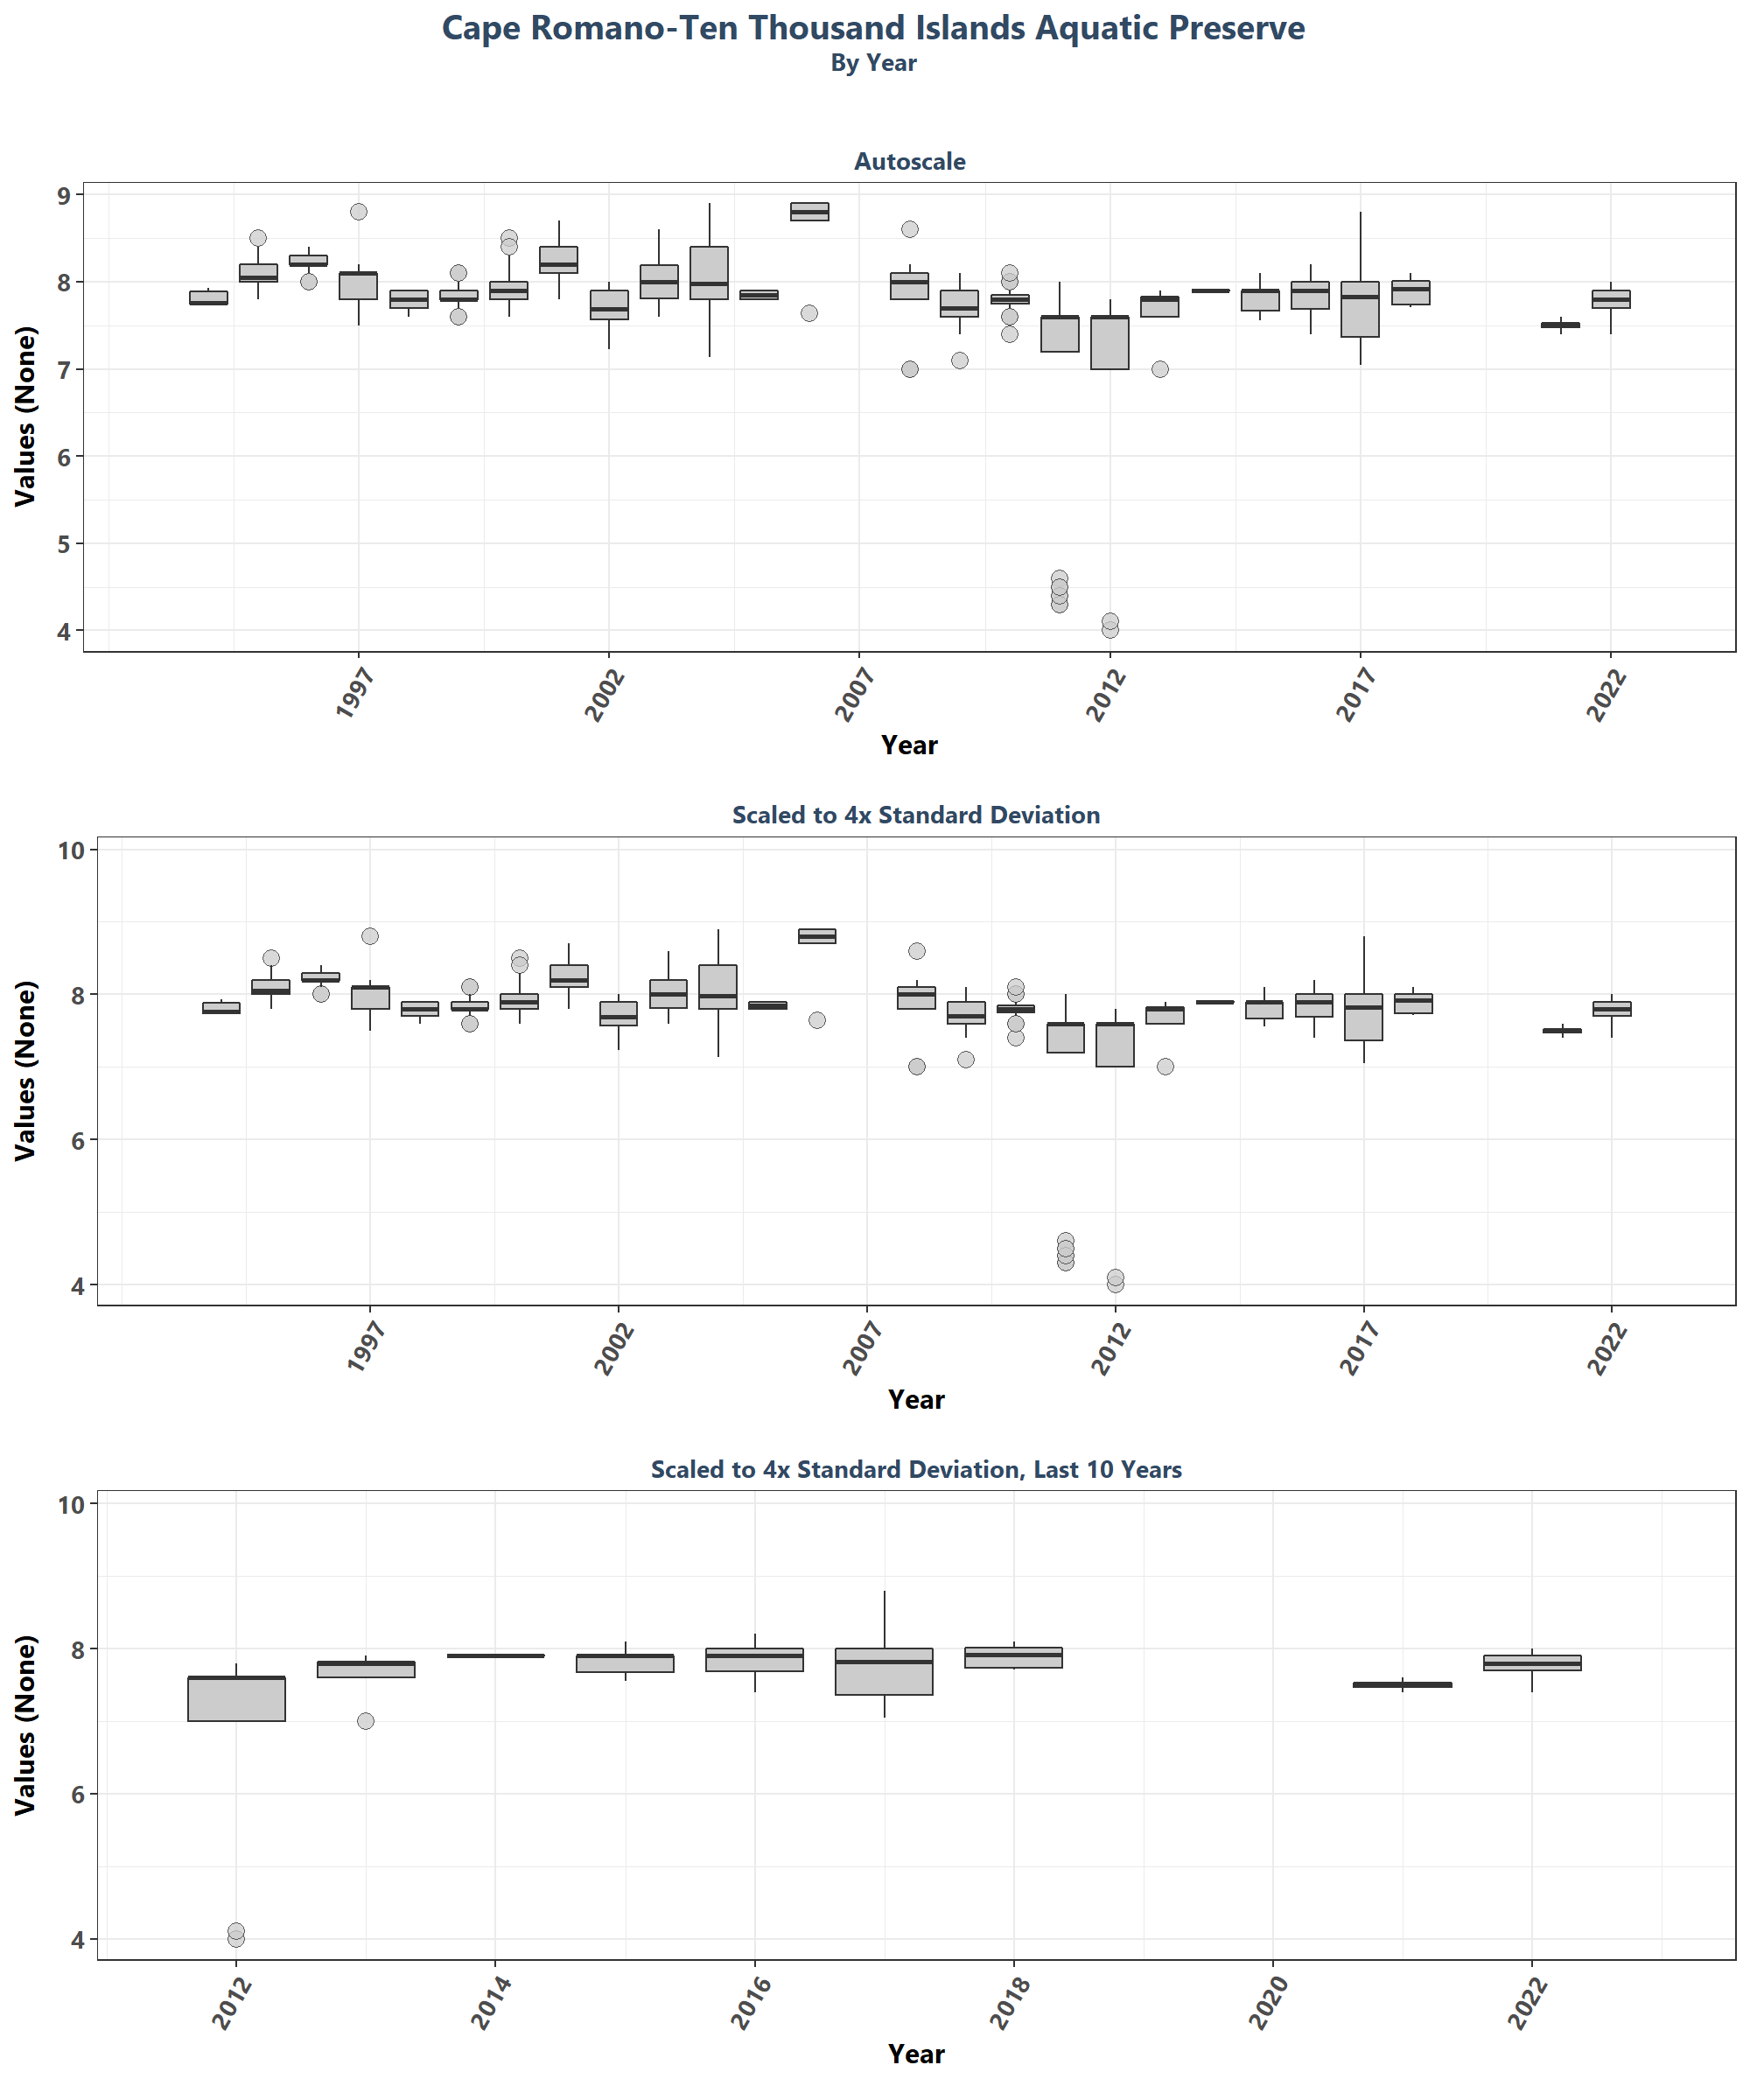 Cape Romano-Ten Thousand Islands Aquatic Preserve
By Year
Autoscale
Values (None)
9
8
7
6
5
4
1997
2002
2007
2012
2017
2022
Year
Scaled to 4x Standard Deviation
Values (None)
10
8
6
4
1997
2002
2007
2012
2017
2022
Year
Scaled to 4x Standard Deviation, Last 10 Years
Values (None)
10
8
6
4
2012
2014
2016
2018
2020
2022
Year